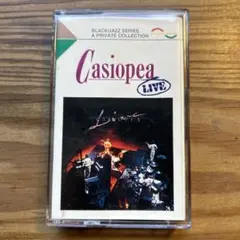 BLACKJAZZ SERIES
A PRIVATE COLLECTION
Casiopea
LIVE